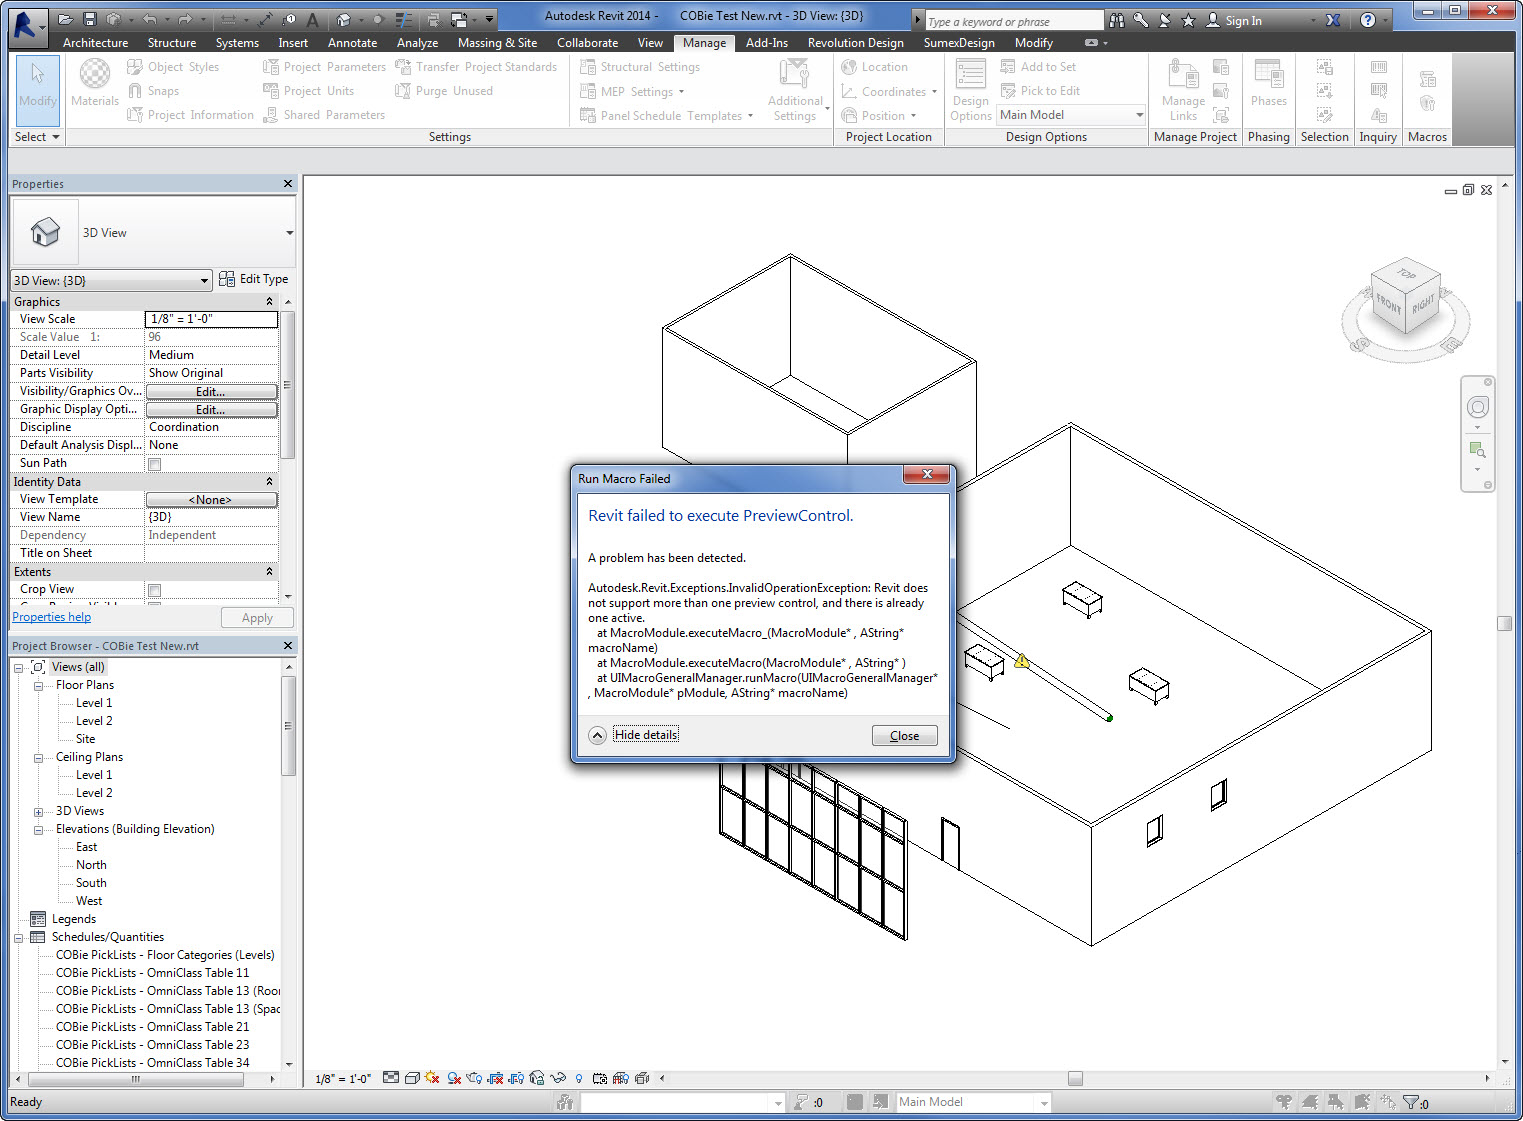 Autodesk Revit 2014 - COBie Test New.rvt - 3D View: {3D}
Type a keyword or phrase
Sign In
Architecture Structure Systems Insert Annotate Analyze Massing & Site Collaborate View Manage Add-Ins Revolution Design SumexDesign Modify
Modify
Select
Materials
Object Styles
Snaps
Project Information
Project Parameters
Project Units
Shared Parameters
Transfer Project Standards
Purge Unused
Settings
Structural Settings
MEP Settings
Panel Schedule Templates
Additional
Settings
Location
Coordinates
Position
Project Location
Design
Options
Add to Set
Pick to Edit
Main Model
Design Options
Manage
Links
Manage Project
Phases
Phasing
Selection
Inquiry
Macros
Properties
3D View
3D View: {3D}
Edit Type
Graphics
View Scale 1/8" = 1'-0"
Scale Value 1: 96
Detail Level Medium
Parts Visibility Show Original
Visibility/Graphics Ov... Edit...
Graphic Display Opti... Edit...
Discipline Coordination
Default Analysis Displ... None
Sun Path
Identity Data
View Template <None>
View Name {3D}
Dependency Independent
Title on Sheet
Extents
Crop View
Properties help
Apply
Project Browser - COBie Test New.rvt
Views (all)
Floor Plans
Level 1
Level 2
Site
Ceiling Plans
Level 1
Level 2
3D Views
Elevations (Building Elevation)
East
North
South
West
Legends
Schedules/Quantities
COBie PickLists - Floor Categories (Levels)
COBie PickLists - OmniClass Table 11
COBie PickLists - OmniClass Table 13 (Roor
COBie PickLists - OmniClass Table 13 (Spac
COBie PickLists - OmniClass Table 21
COBie PickLists - OmniClass Table 23
COBie PickLists - OmniClass Table 34
TOP
FRONT
RIGHT
Run Macro Failed
Revit failed to execute PreviewControl.
A problem has been detected.
Autodesk.Revit.Exceptions.InvalidOperationException: Revit does
not support more than one preview control, and there is already
one active.
at MacroModule.executeMacro_(MacroModule* , AString*
macroName)
at MacroModule.executeMacro(MacroModule* , AString* )
at UIMacroGeneralManager.runMacro(UIMacroGeneralManager*
, MacroModule* pModule, AString* macroName)
Hide details
Close
1/8" = 1'-0"
Ready
:0
Main Model
:0